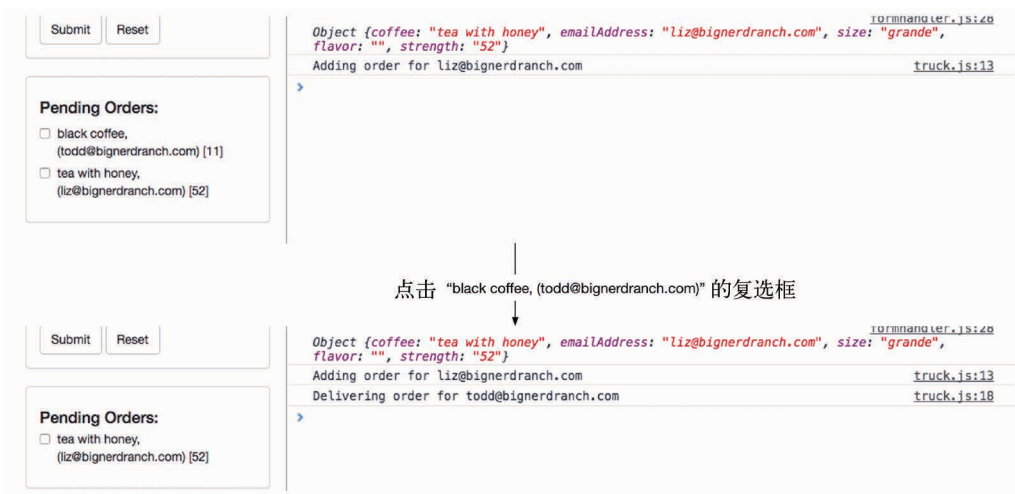 Submit Reset
Pending Orders:
black coffee,
(todd@bignerdranch.com) [11]
tea with honey,
(liz@bignerdranch.com) [52]
formhandler.js:28
Object {coffee: "tea with honey", emailAddress: "liz@bignerdranch.com", size: "grande",
flavor: "", strength: "52"}
Adding order for liz@bignerdranch.com truck.js:13
点击 “black coffee, (todd@bignerdranch.com)” 的复选框
Submit Reset
Pending Orders:
tea with honey,
(liz@bignerdranch.com) [52]
formhandler.js:28
Object {coffee: "tea with honey", emailAddress: "liz@bignerdranch.com", size: "grande",
flavor: "", strength: "52"}
Adding order for liz@bignerdranch.com truck.js:13
Delivering order for todd@bignerdranch.com truck.js:18